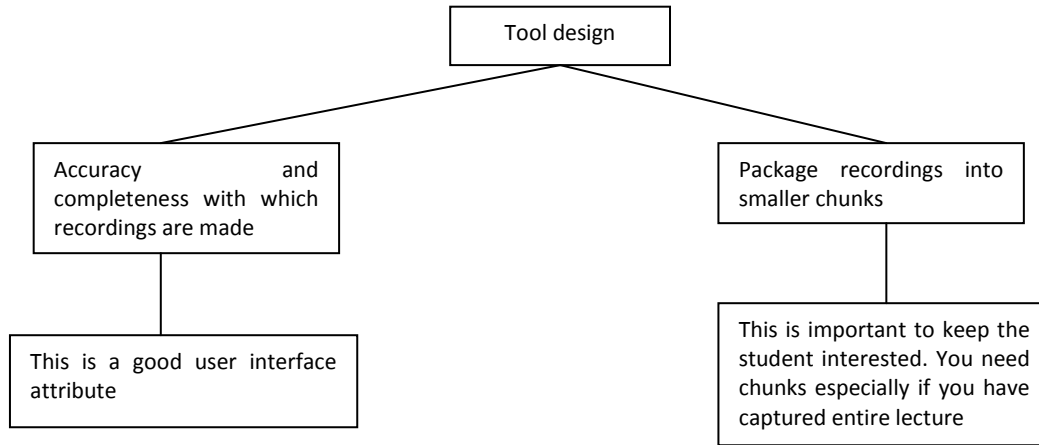 Tool design
Accuracy and
completeness with which
recordings are made
Package recordings into
smaller chunks
This is a good user interface
attribute
This is important to keep the
student interested. You need
chunks especially if you have
captured entire lecture